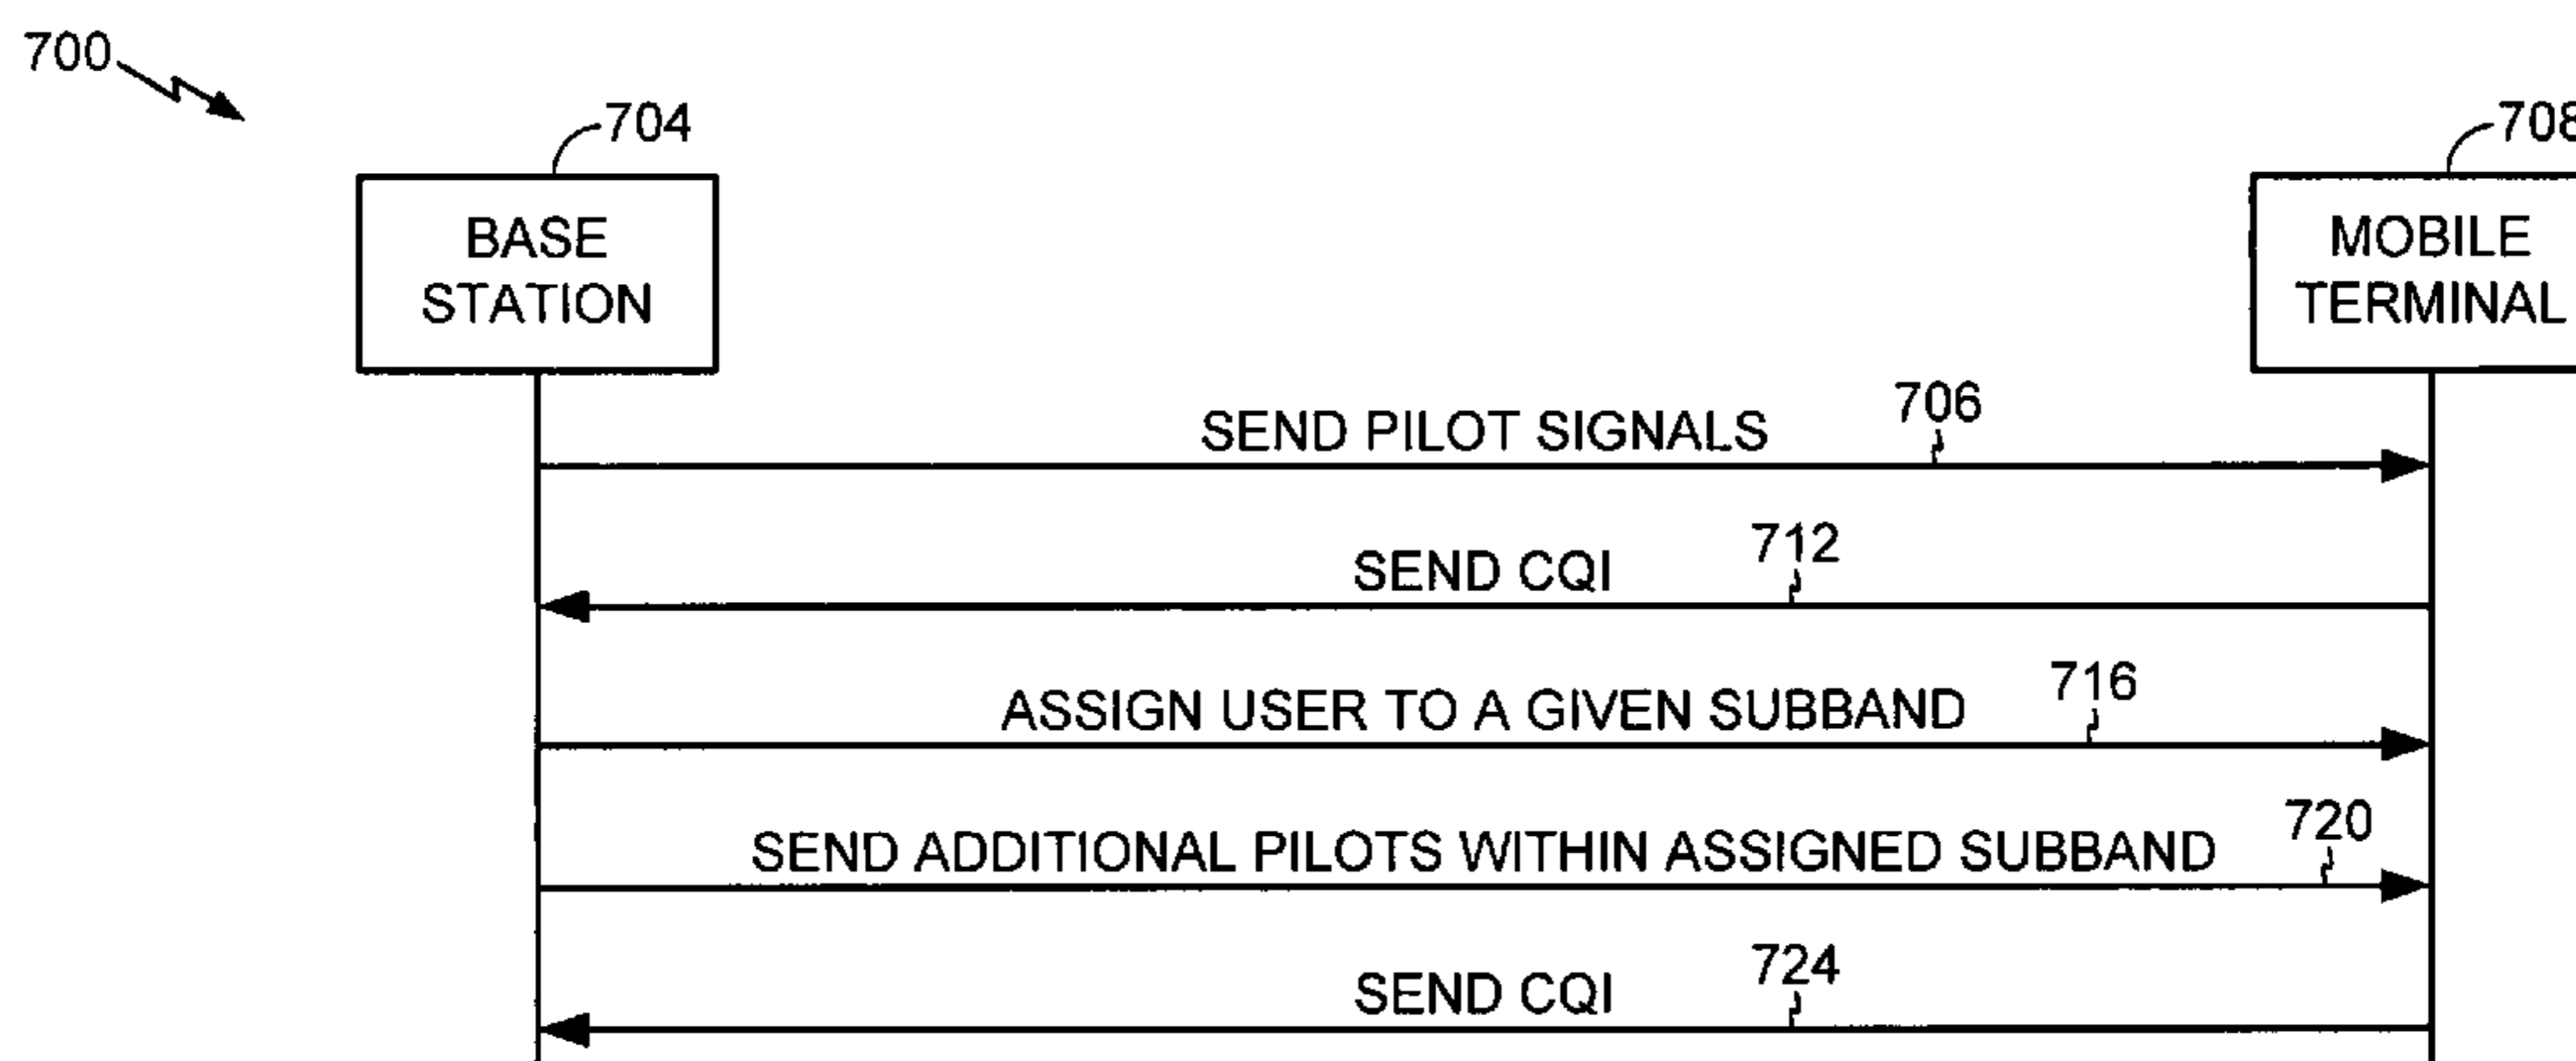 700
704
708
BASE
STATION
MOBILE
TERMINAL
SEND PILOT SIGNALS
706
SEND CQI
712
ASSIGN USER TO A GIVEN SUBBAND
716
SEND ADDITIONAL PILOTS WITHIN ASSIGNED SUBBAND
720
SEND CQI
724